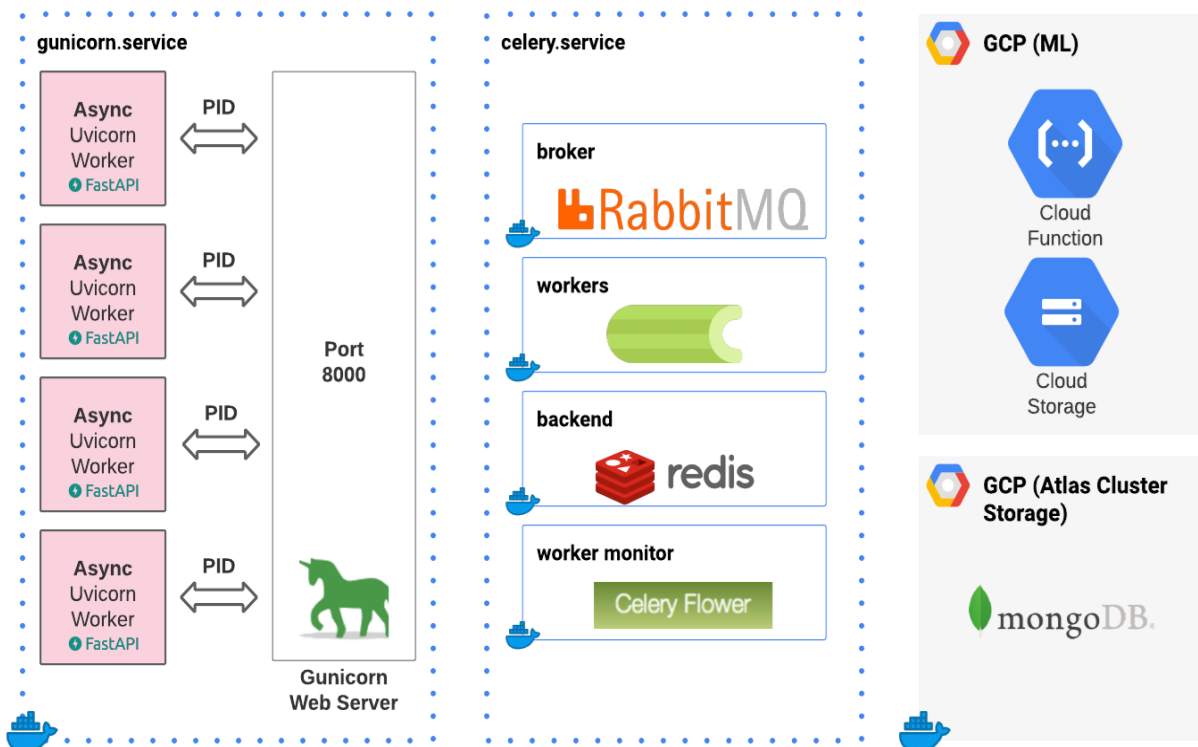 gunicorn.service
Async
Uvicorn
Worker
FastAPI
PID
Async
Uvicorn
Worker
FastAPI
PID
Async
Uvicorn
Worker
FastAPI
PID
Async
Uvicorn
Worker
FastAPI
PID
Port
8000
Gunicorn
Web Server
celery.service
broker
RabbitMQ
workers
backend
redis
worker monitor
Celery Flower
GCP (ML)
Cloud
Function
Cloud
Storage
GCP (Atlas Cluster
Storage)
mongoDB.